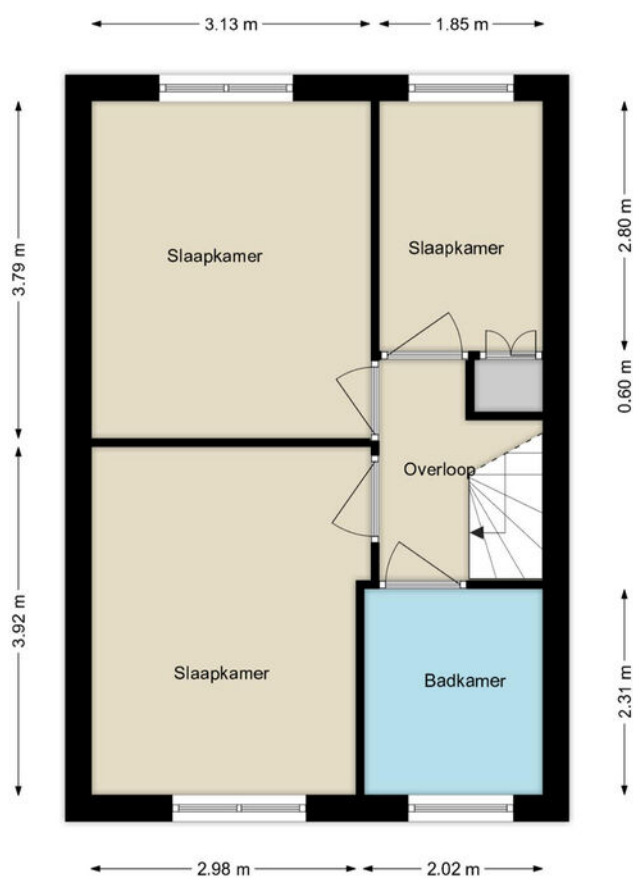 3.13 m
1.85 m
3.79 m
2.80 m
Slaapkamer
Slaapkamer
0.60 m
Overloop
3.92 m
Slaapkamer
Badkamer
2.31 m
2.98 m
2.02 m